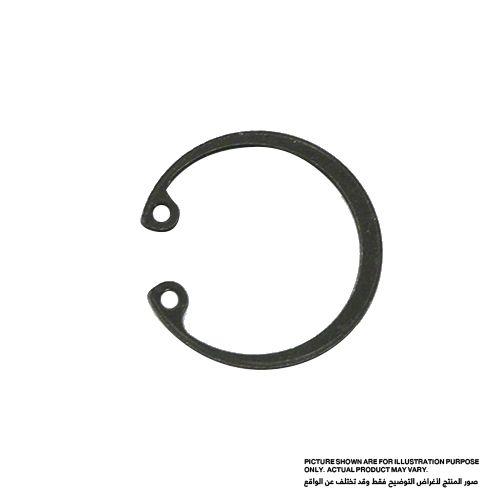 PICTURE SHOWN ARE FOR ILLUSTRATION PURPOSE
ONLY. ACTUAL PRODUCT MAY VARY.
صور المنتج لأغراض التوضيح فقط وقد تختلف عن الواقع